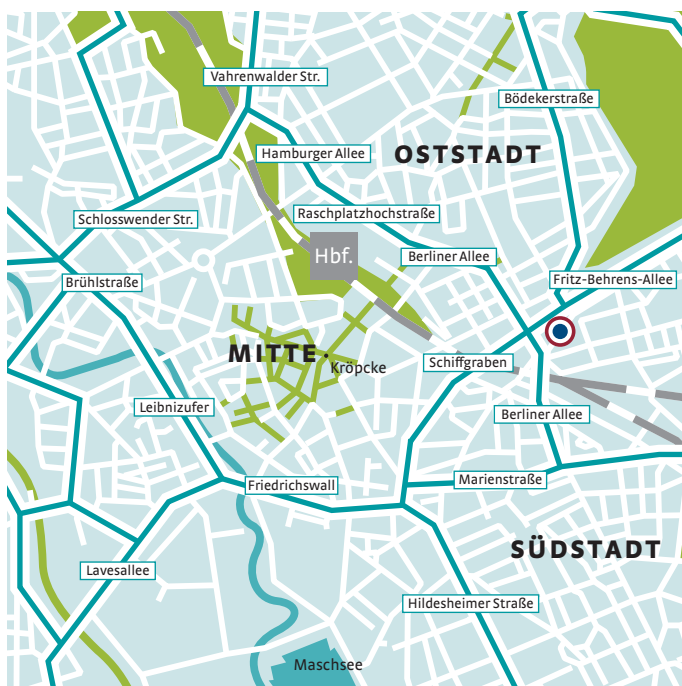 Vahrenwalder Str.
Bödekerstraße
Hamburger Allee
OSTSTADT
Raschplatzhochstraße
Schlosswender Str.
Hbf.
Berliner Allee
Fritz-Behrens-Allee
Brühlstraße
MITTE
Kröpcke
Schiffgraben
Leibnizufer
Berliner Allee
Friedrichswall
Marienstraße
SÜDSTADT
Lavesallee
Hildesheimer Straße
Maschsee